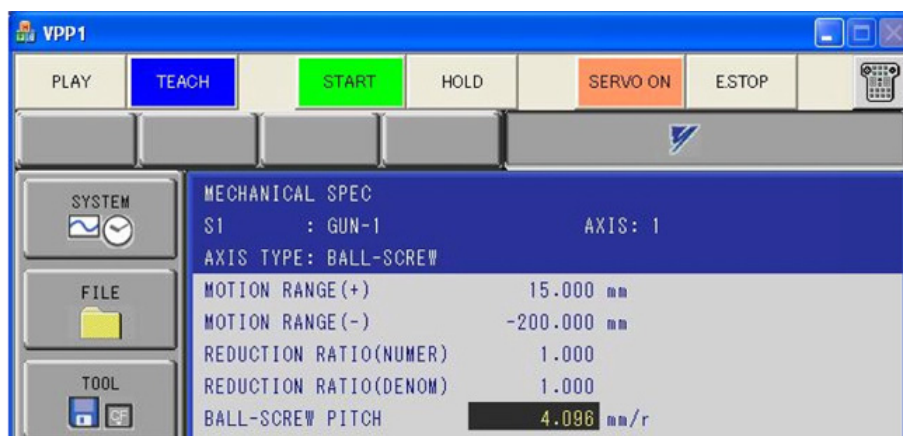 VPP1
PLAY TEACH START HOLD SERVO ON E.STOP
SYSTEM
FILE
TOOL
CF
MECHANICAL SPEC
S1 : GUN-1 AXIS: 1
AXIS TYPE: BALL-SCREW
MOTION RANGE(+) 15.000 mm
MOTION RANGE(-) -200.000 mm
REDUCTION RATIO(NUMER) 1.000
REDUCTION RATIO(DENOM) 1.000
BALL-SCREW PITCH 4.096 mm/r